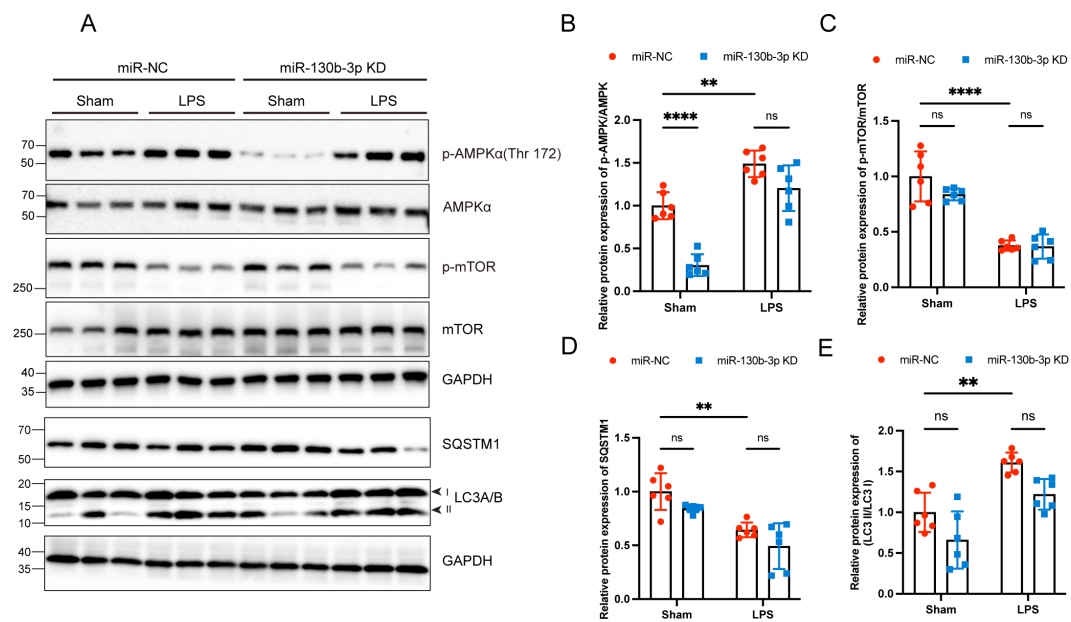 A
miR-NC miR-130b-3p KD
Sham LPS Sham LPS
70
50
p-AMPKα(Thr 172)
70
50
AMPKα
250
p-mTOR
250
mTOR
40
35
GAPDH
70
50
SQSTM1
20
15
10
I
II
LC3A/B
40
35
GAPDH
B
miR-NC miR-130b-3p KD
Relative protein expression of p-AMPK/AMPK
2.0
1.5
1.0
0.5
0.0
**
****
ns
Sham LPS
C
miR-NC miR-130b-3p KD
Relative protein expression of p-mTOR/mTOR
1.5
1.0
0.5
0.0
****
ns
ns
Sham LPS
D
miR-NC miR-130b-3p KD
Relative protein expression of SQSTM1
1.5
1.0
0.5
0.0
**
ns
ns
Sham LPS
E
miR-NC miR-130b-3p KD
Relative protein expression of
(LC3 II/LC3 I)
2.0
1.5
1.0
0.5
0.0
**
ns
ns
Sham LPS